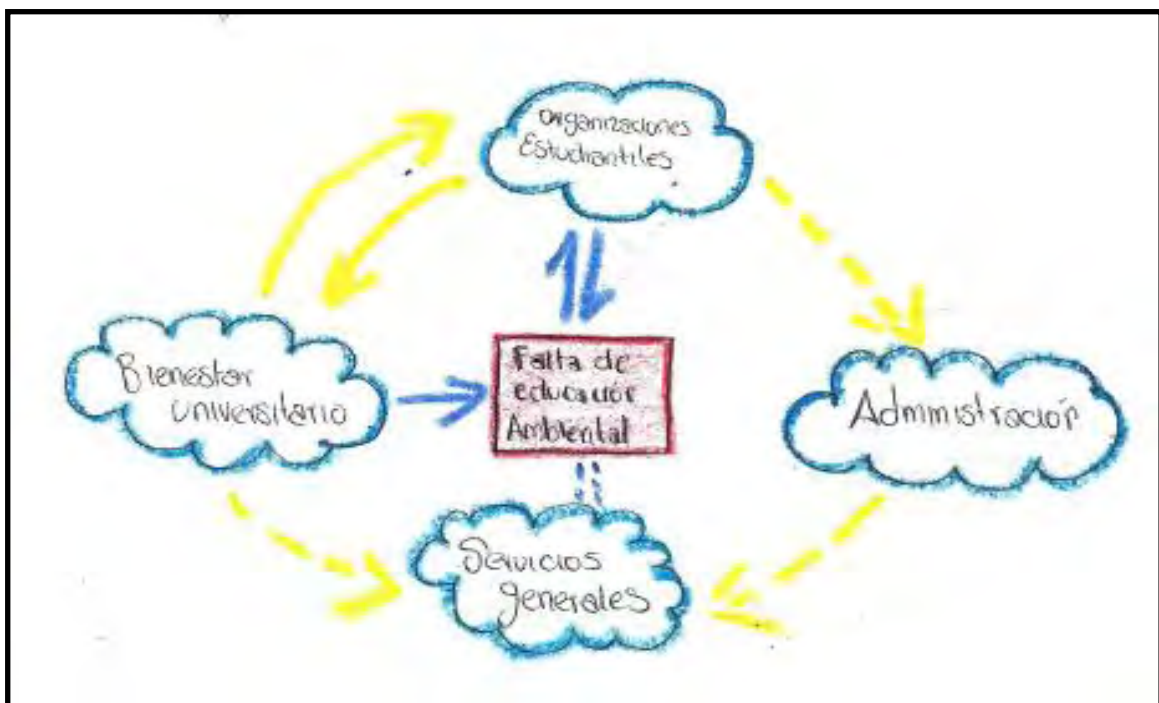 Organizaciones
Estudiantiles
Bienestar
universitario
Falta de
educación
Ambiental
Administración
Servicios
generales